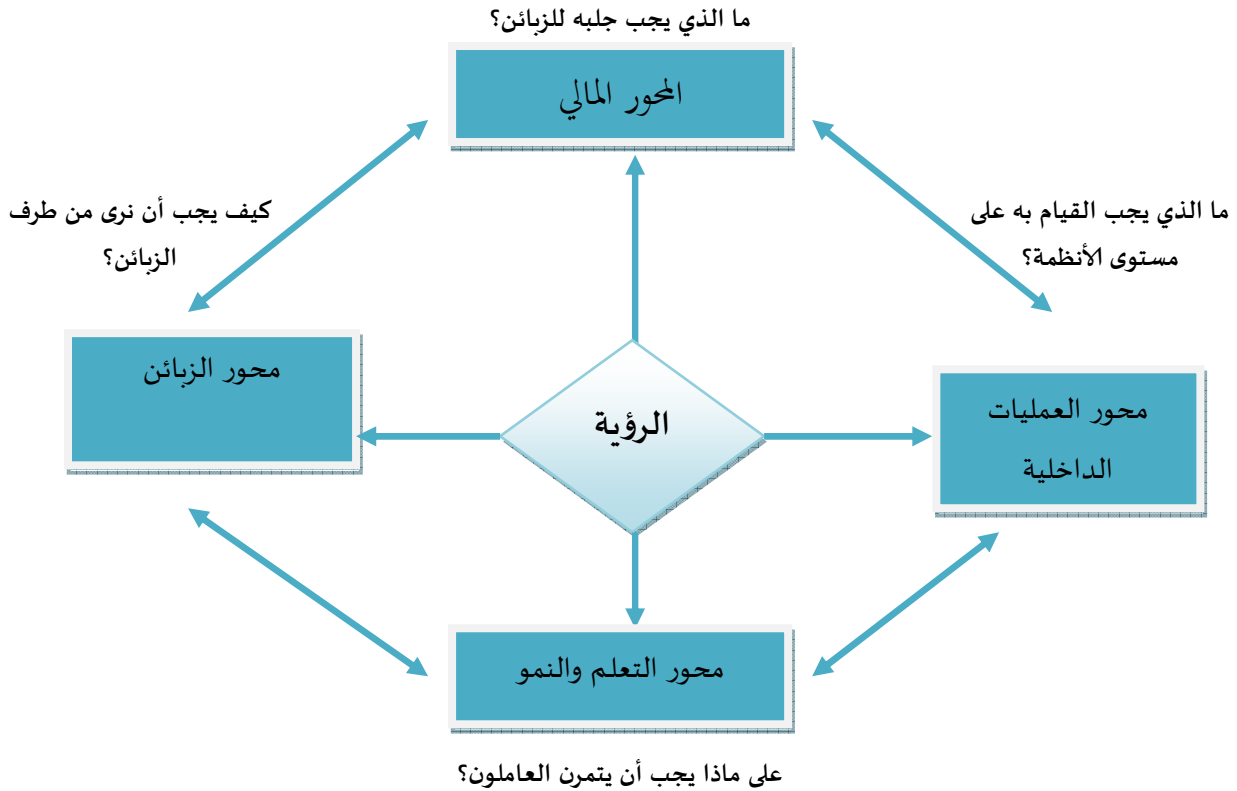 ما الذي يجب جلبه للزبائن؟
المحور المالي
ما الذي يجب القيام به على
مستوى الأنظمة؟
كيف يجب أن نرى من طرف
الزبائن؟
محور العمليات
الداخلية
الرؤية
محور الزبائن
محور التعلم والنمو
على ماذا يجب أن يتمرن العاملون؟